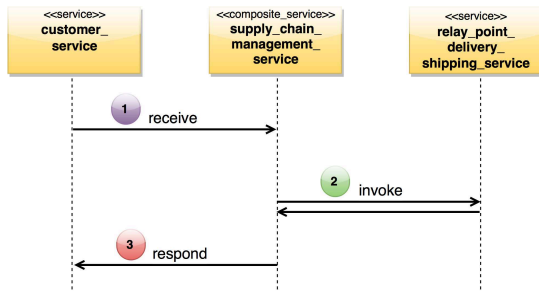 <<service>>
customer_
service
<<composite_service>>
supply_chain_
management_
service
<<service>>
relay_point_
delivery_
shipping_service
1
receive
2
invoke
3
respond